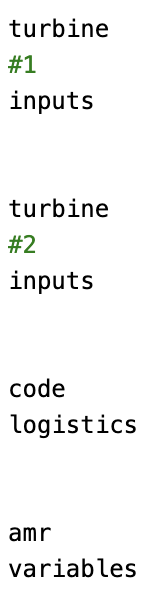 turbine
#1
inputs
turbine
#2
inputs
code
logistics
amr
variables